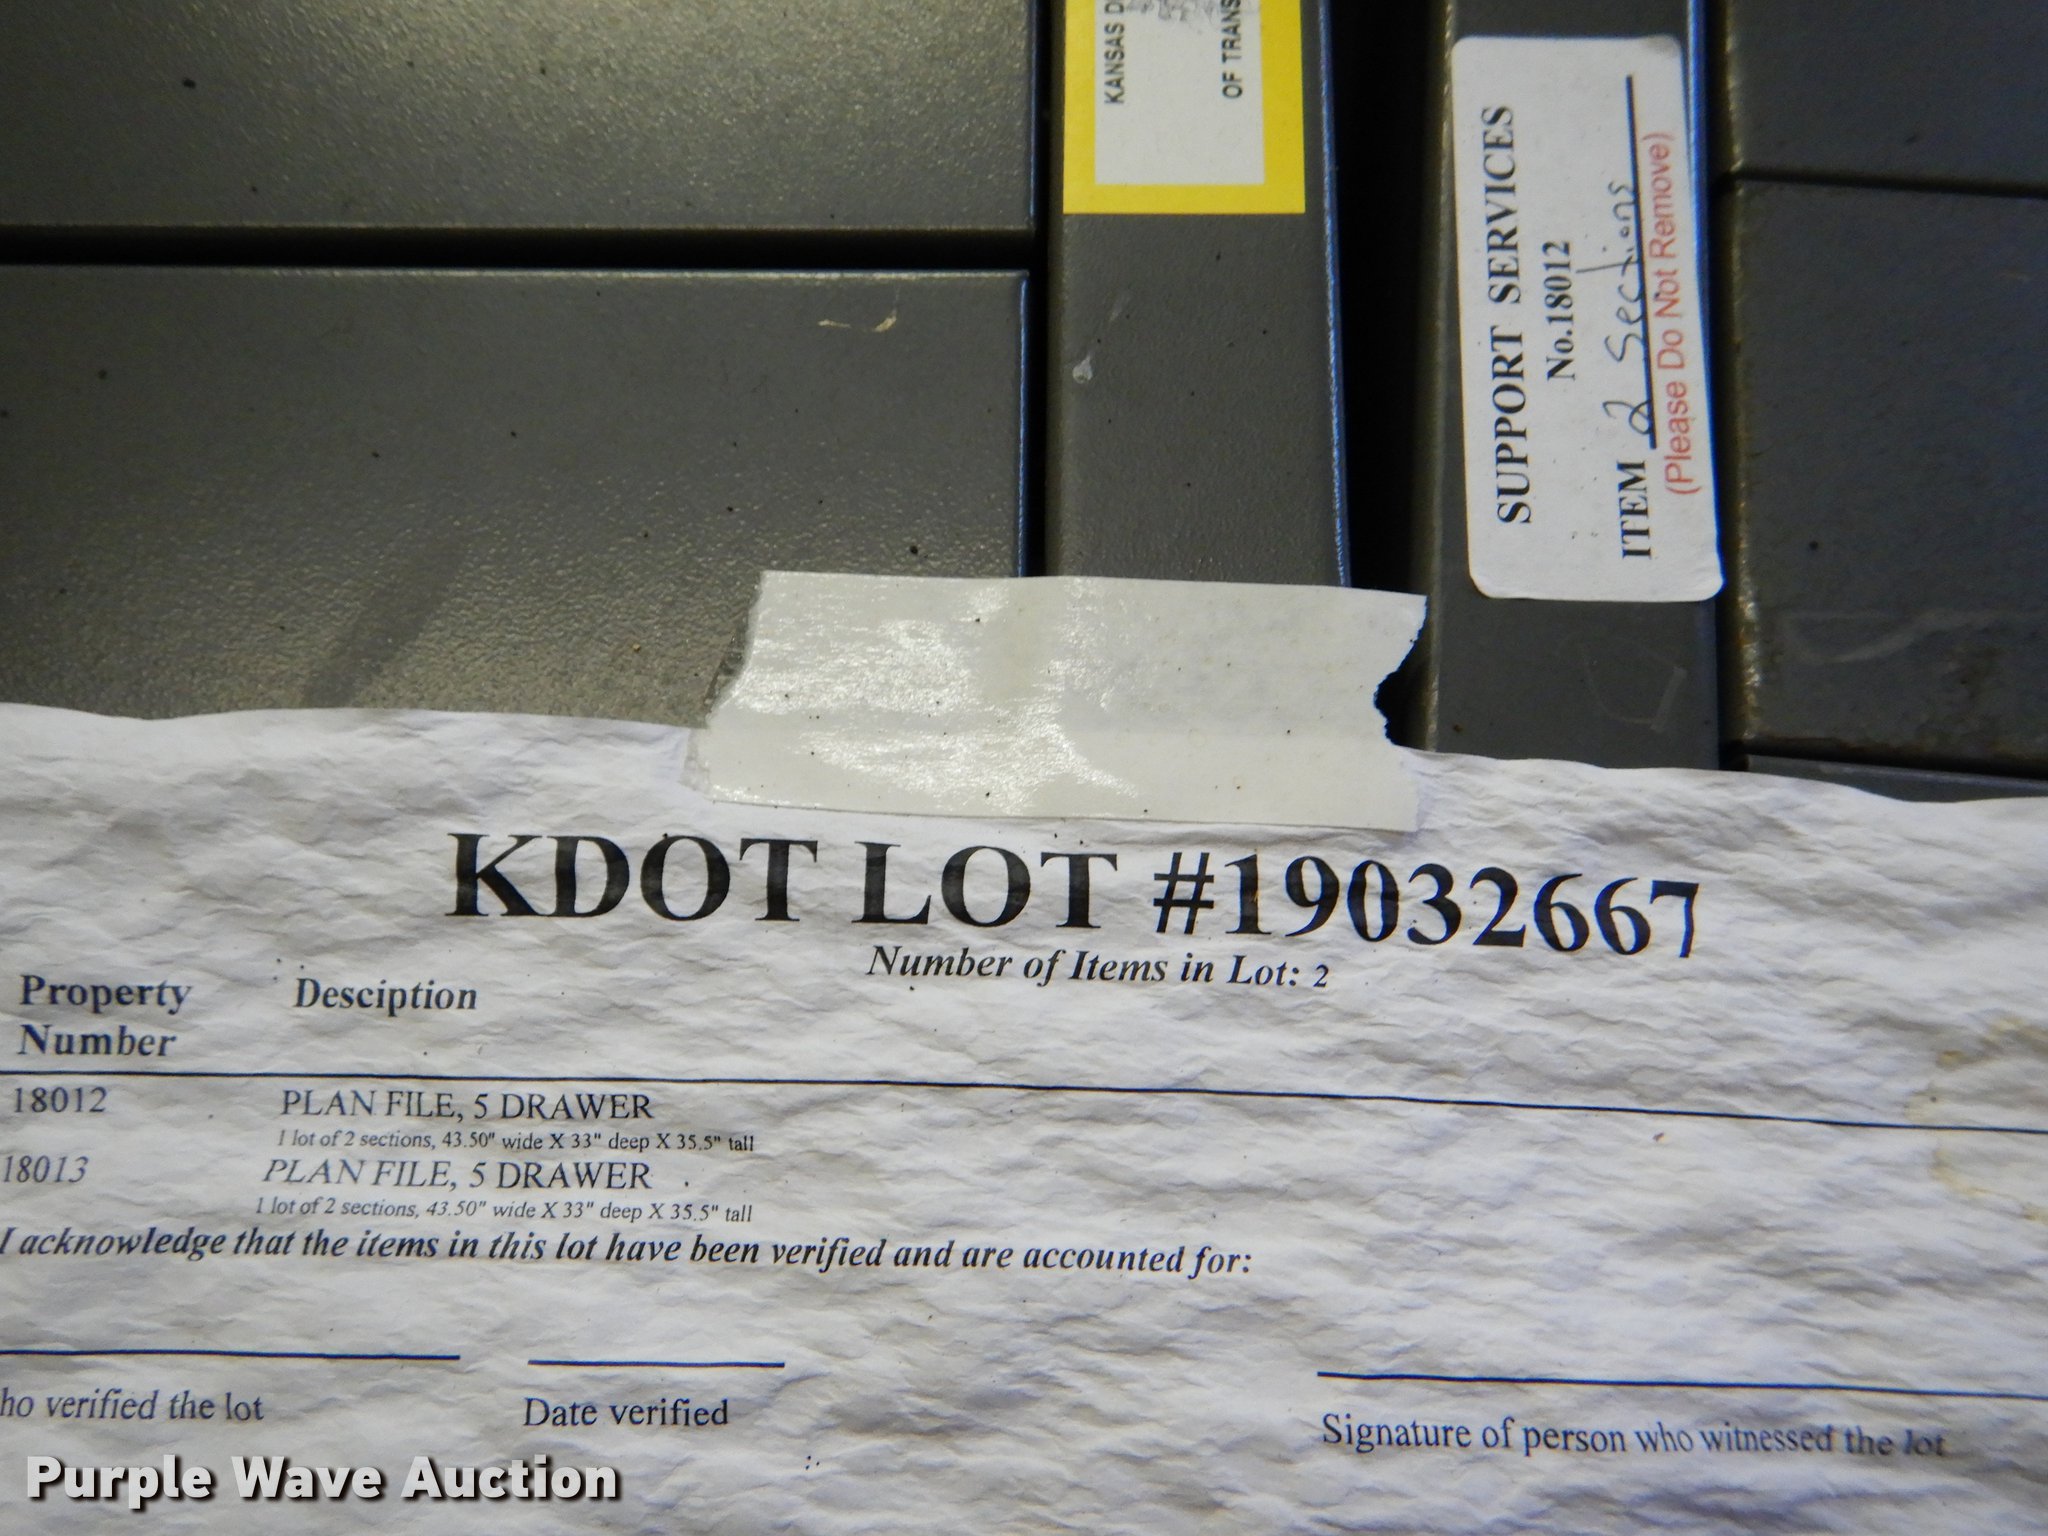 KANSAS D
OF TRANS
SUPPORT SERVICES
No.18012
ITEM 2 Sections
(Please Do Not Remove)
KDOT LOT #19032667
Number of Items in Lot: 2
Property Number
Desciption
18012 PLAN FILE, 5 DRAWER
1 lot of 2 sections, 43.50" wide X 33" deep X 35.5" tall
18013 PLAN FILE, 5 DRAWER
1 lot of 2 sections, 43.50" wide X 33" deep X 35.5" tall
I acknowledge that the items in this lot have been verified and are accounted for:
ho verified the lot
Date verified
Signature of person who witnessed the lot
Purple Wave Auction